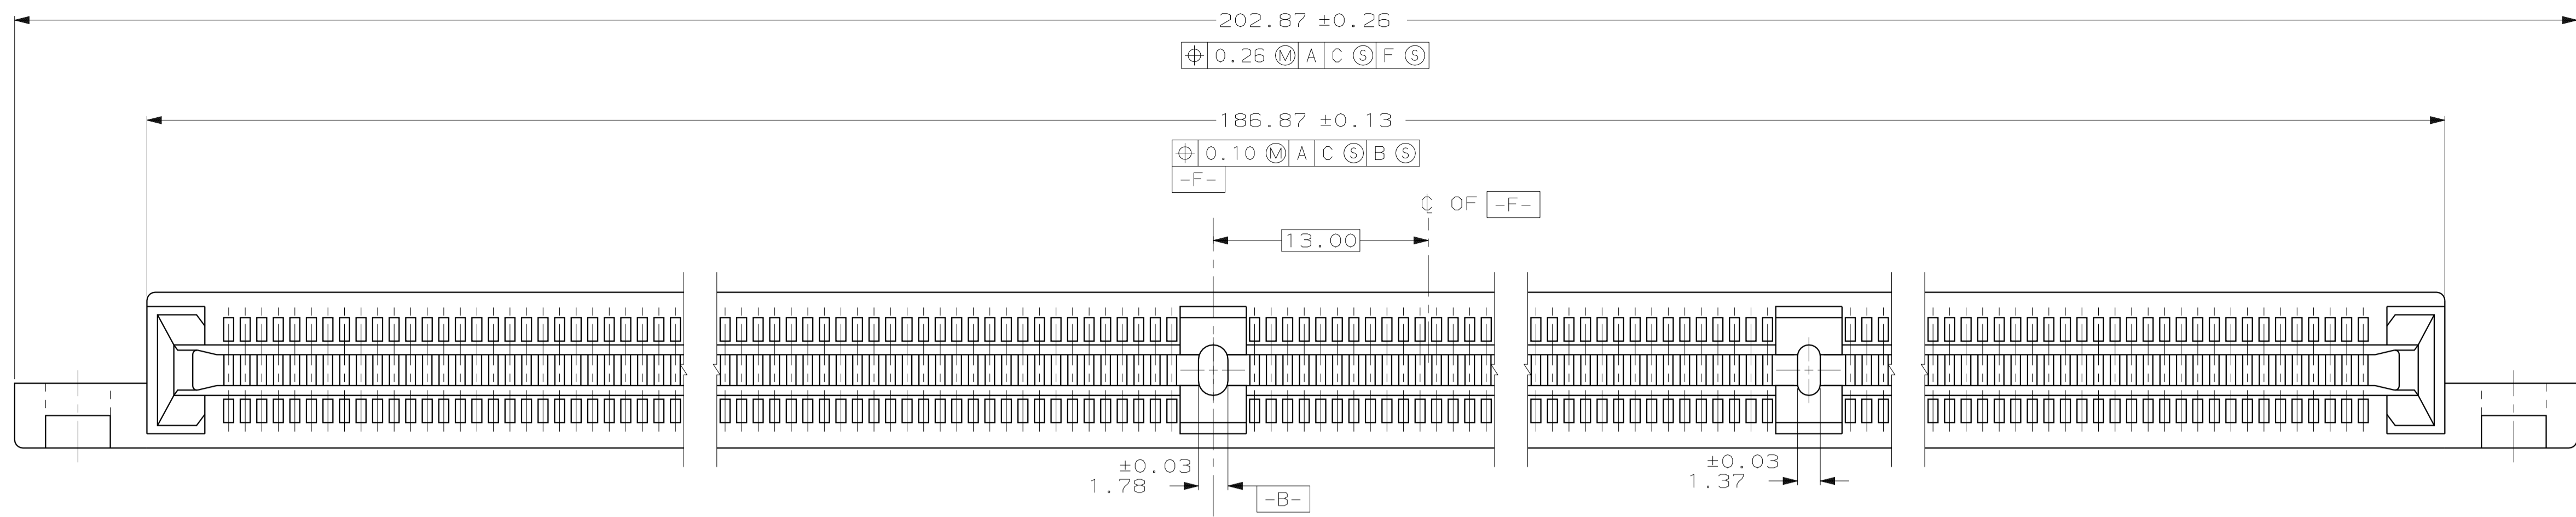 202.87 ±0.26
⌖ 0.26 Ⓜ A C Ⓢ F Ⓢ
186.87 ±0.13
⌖ 0.10 Ⓜ A C Ⓢ B Ⓢ
-F-
℄ OF -F-
13.00
±0.03
1.78
-B-
±0.03
1.37